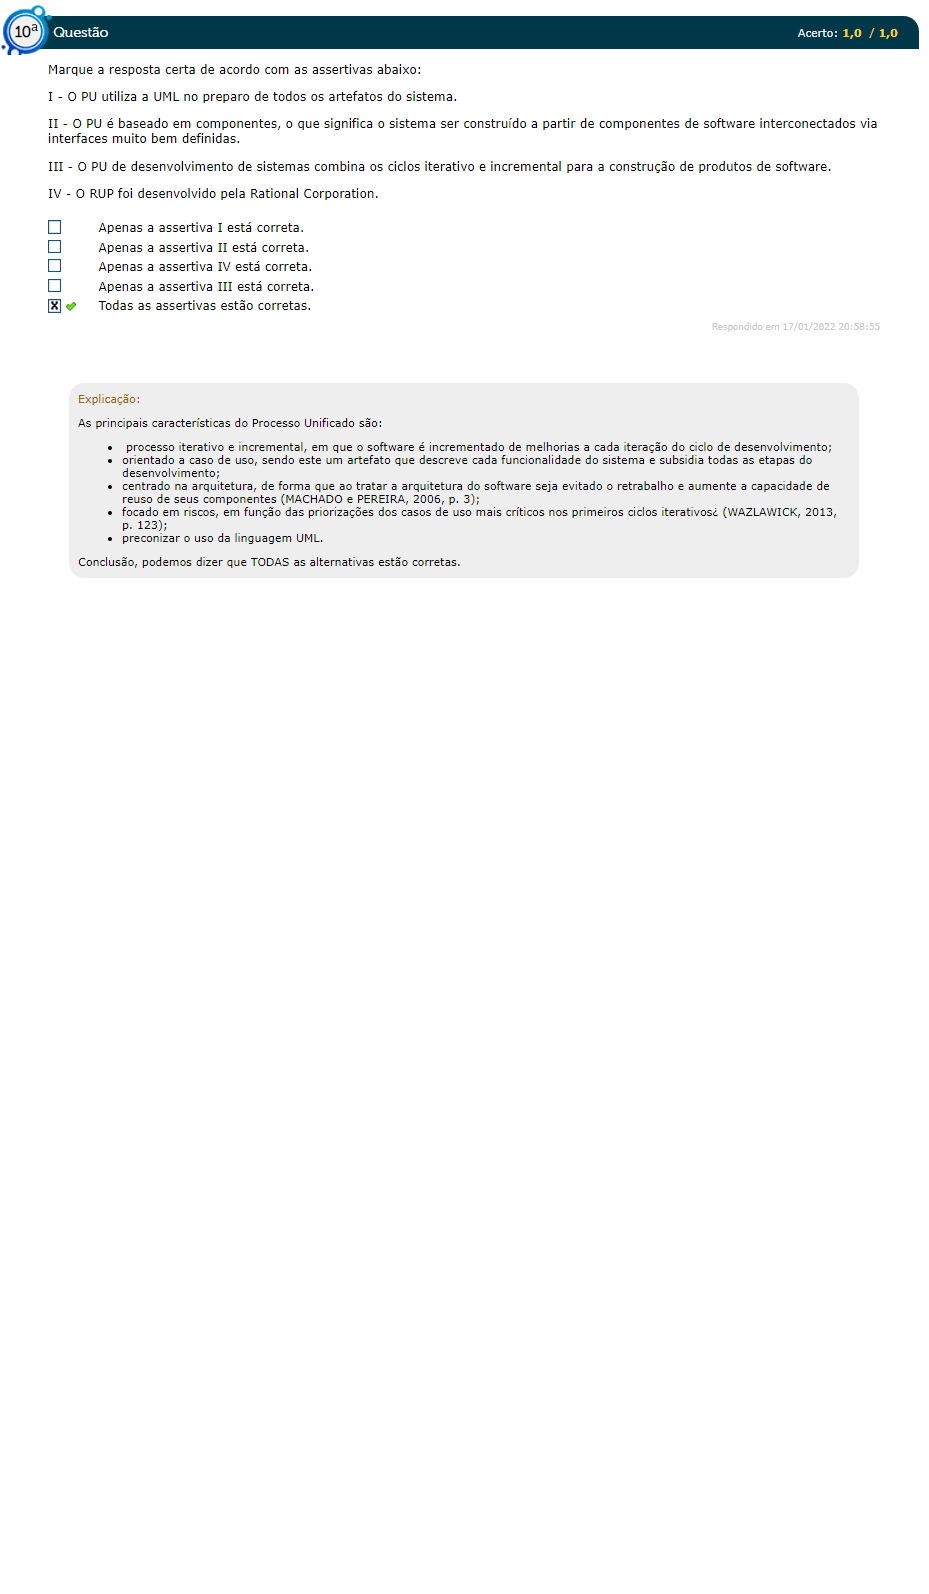 10ª Questão Acerto: 1,0 / 1,0
Marque a resposta certa de acordo com as assertivas abaixo:
I - O PU utiliza a UML no preparo de todos os artefatos do sistema.
II - O PU é baseado em componentes, o que significa o sistema ser construído a partir de componentes de software interconectados via
interfaces muito bem definidas.
III - O PU de desenvolvimento de sistemas combina os ciclos iterativo e incremental para a construção de produtos de software.
IV - O RUP foi desenvolvido pela Rational Corporation.
Apenas a assertiva I está correta.
Apenas a assertiva II está correta.
Apenas a assertiva IV está correta.
Apenas a assertiva III está correta.
Todas as assertivas estão corretas.
Respondido em 17/01/2022 20:58:55
Explicação:
As principais características do Processo Unificado são:
• processo iterativo e incremental, em que o software é incrementado de melhorias a cada iteração do ciclo de desenvolvimento;
• orientado a caso de uso, sendo este um artefato que descreve cada funcionalidade do sistema e subsidia todas as etapas do
desenvolvimento;
• centrado na arquitetura, de forma que ao tratar a arquitetura do software seja evitado o retrabalho e aumente a capacidade de
reuso de seus componentes (MACHADO e PEREIRA, 2006, p. 3);
• focado em riscos, em função das priorizações dos casos de uso mais críticos nos primeiros ciclos iterativos¿ (WAZLAWICK, 2013,
p. 123);
• preconizar o uso da linguagem UML.
Conclusão, podemos dizer que TODAS as alternativas estão corretas.